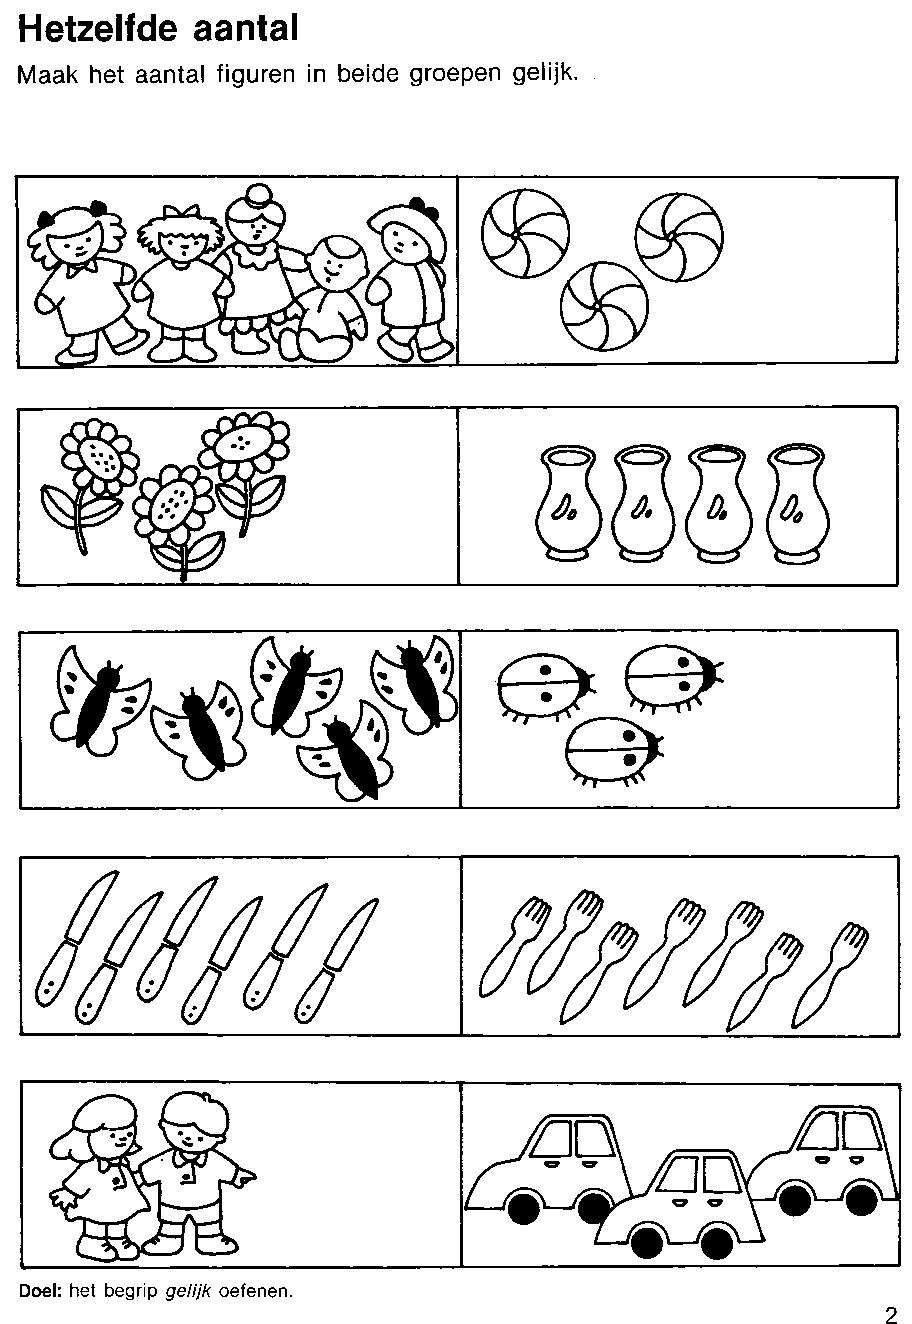 Hetzelfde aantal
Maak het aantal figuren in beide groepen gelijk.
Doel: het begrip gelijk oefenen.
2